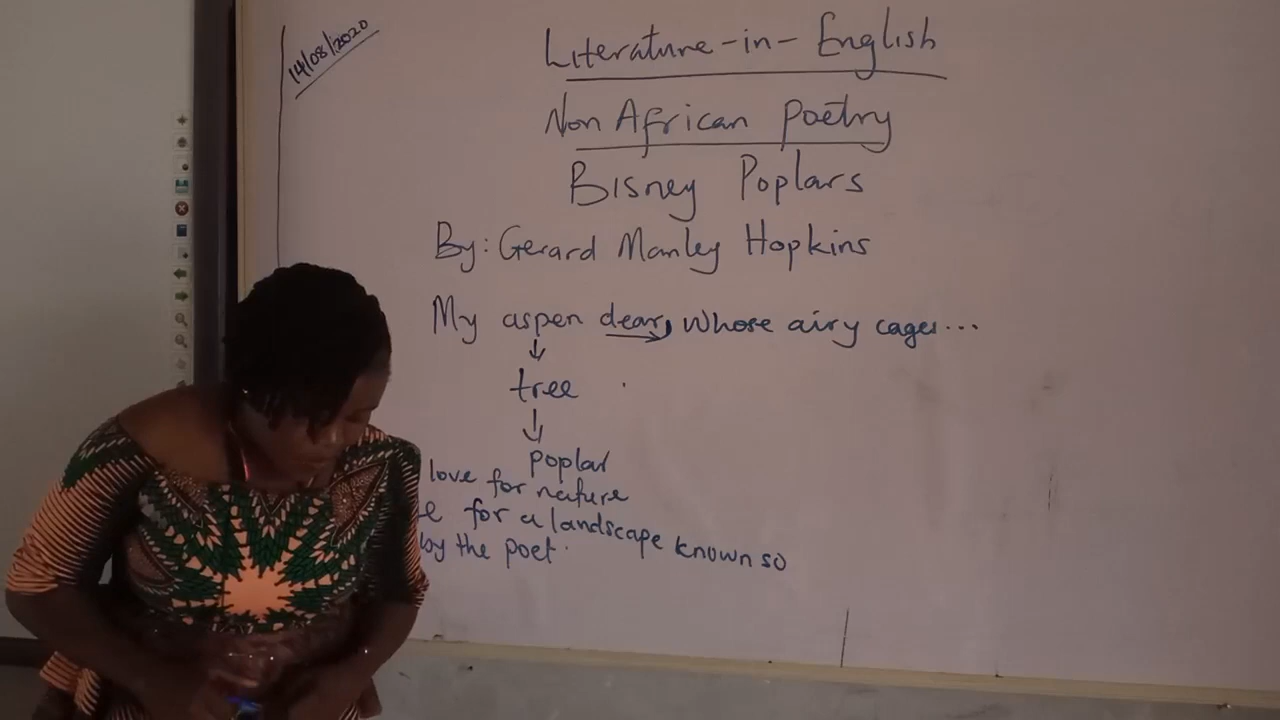 14/08/2020
Literature-in-English
Non African Poetry
Bisney Poplars
By: Gerard Manley Hopkins
My aspen dear, whose airy cages...
tree
poplar
love for nature
e for a landscape known so
by the poet.